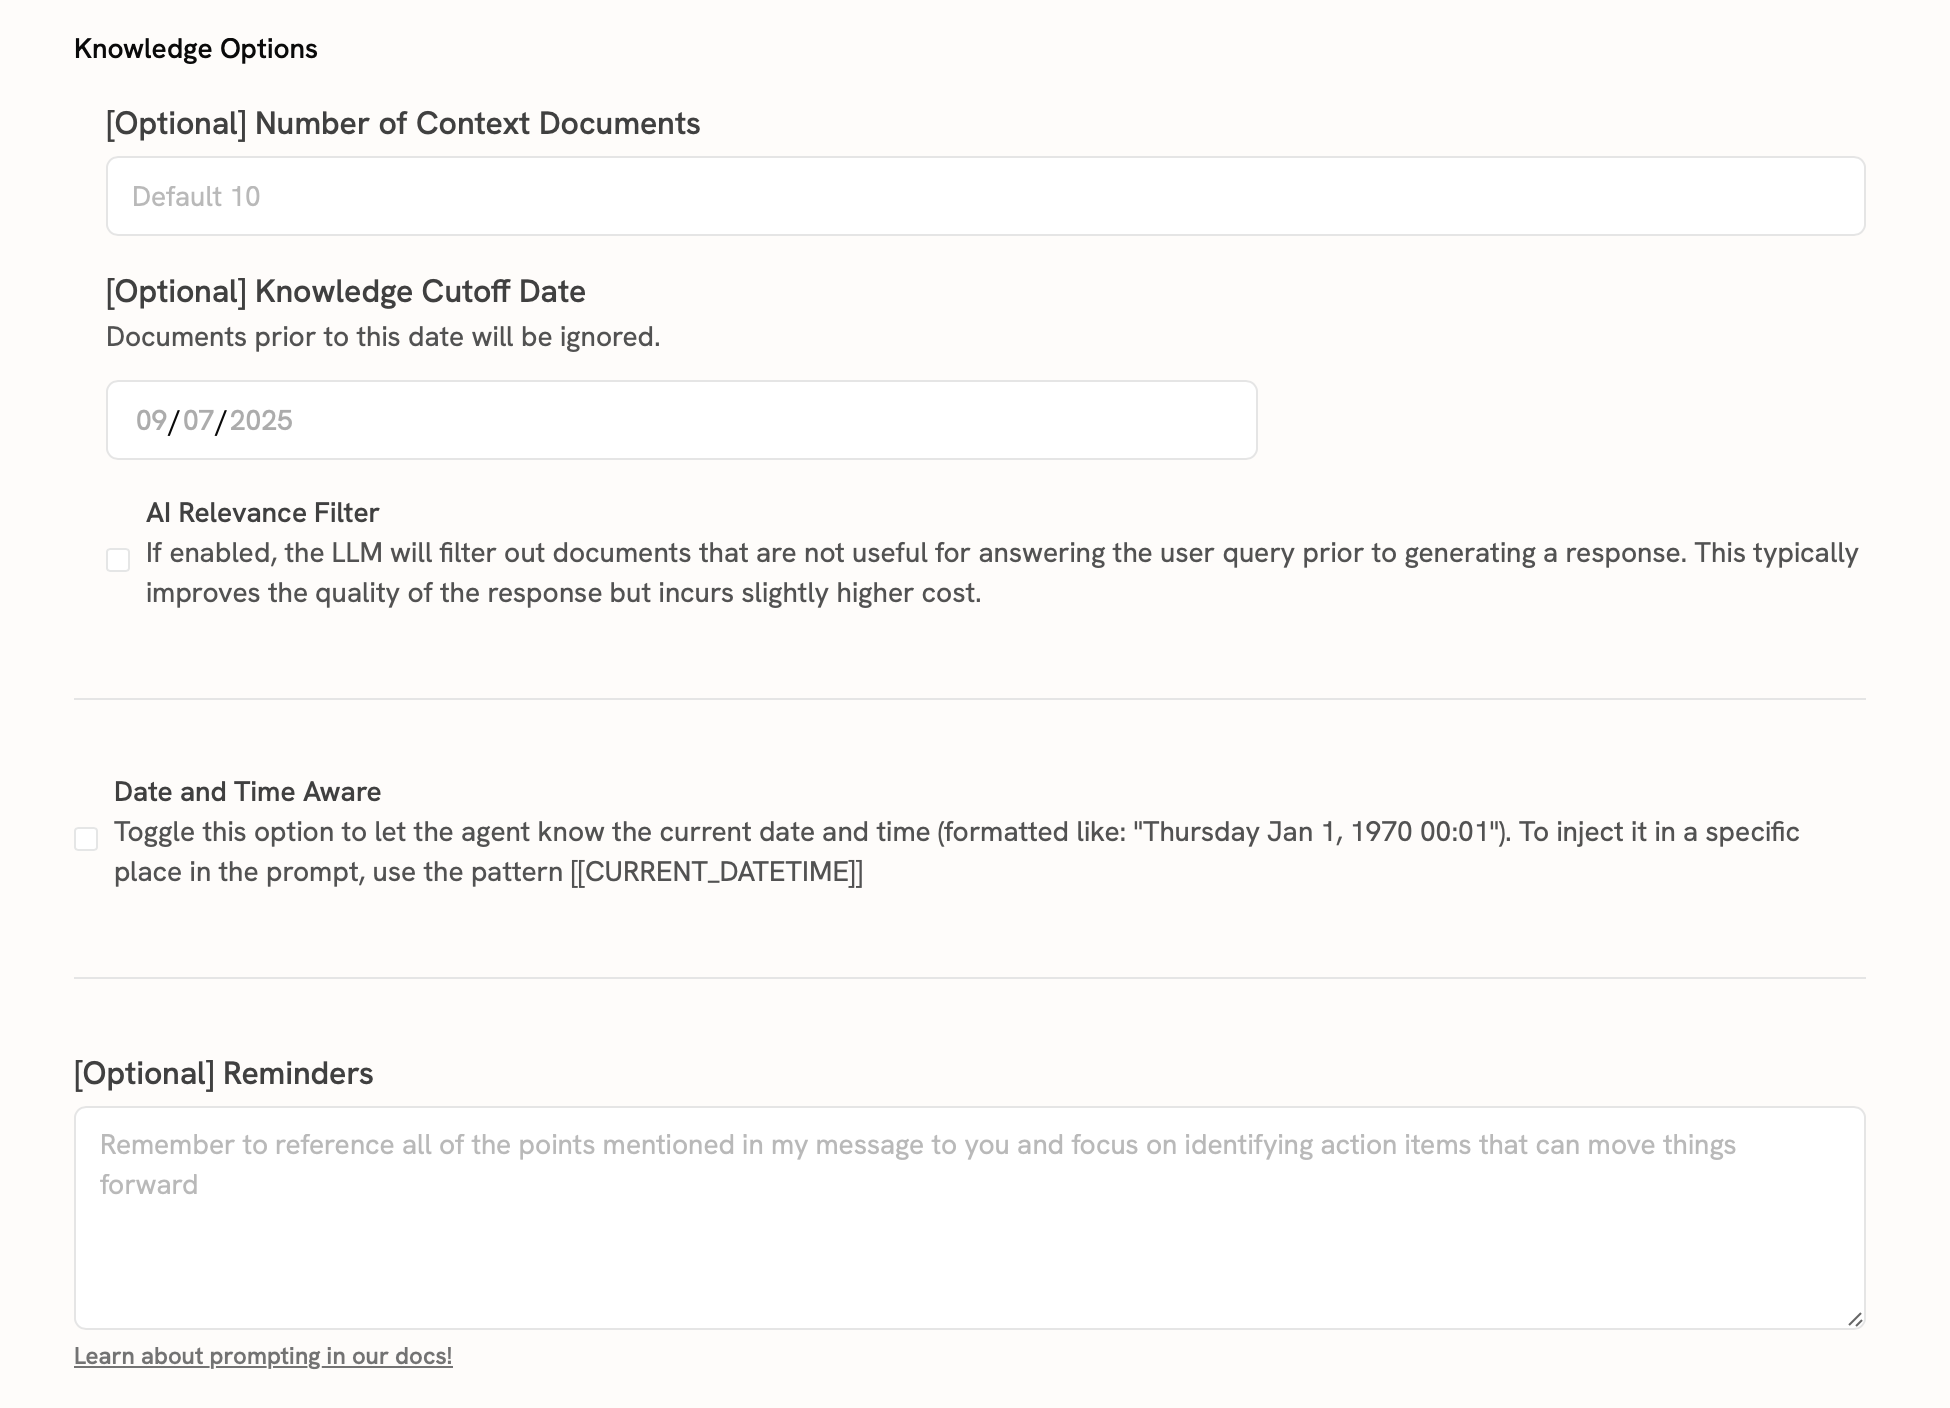 Knowledge Options
[Optional] Number of Context Documents
Default 10
[Optional] Knowledge Cutoff Date
Documents prior to this date will be ignored.
09/07/2025
AI Relevance Filter
If enabled, the LLM will filter out documents that are not useful for answering the user query prior to generating a response. This typically
improves the quality of the response but incurs slightly higher cost.
Date and Time Aware
Toggle this option to let the agent know the current date and time (formatted like: "Thursday Jan 1, 1970 00:01"). To inject it in a specific
place in the prompt, use the pattern [[CURRENT_DATETIME]]
[Optional] Reminders
Remember to reference all of the points mentioned in my message to you and focus on identifying action items that can move things
forward
Learn about prompting in our docs!